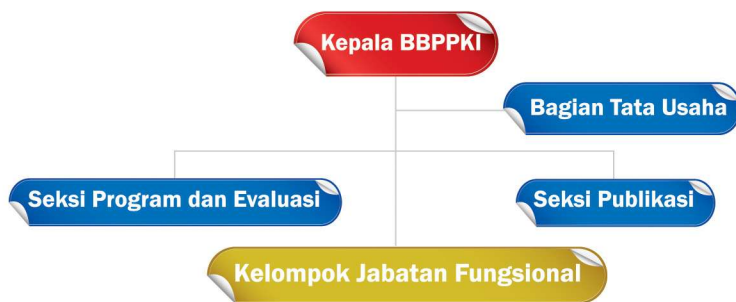 Kepala BBPPKI
Bagian Tata Usaha
Seksi Program dan Evaluasi
Seksi Publikasi
Kelompok Jabatan Fungsional